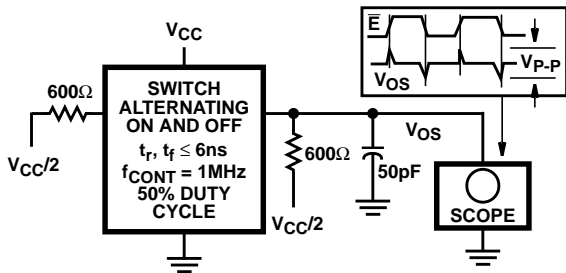 V_CC
E̅
V_OS
V_P-P
600Ω
V_CC/2
SWITCH
ALTERNATING
ON AND OFF
t_r, t_f ≤ 6ns
f_CONT = 1MHz
50% DUTY
CYCLE
600Ω
V_CC/2
50pF
V_OS
SCOPE